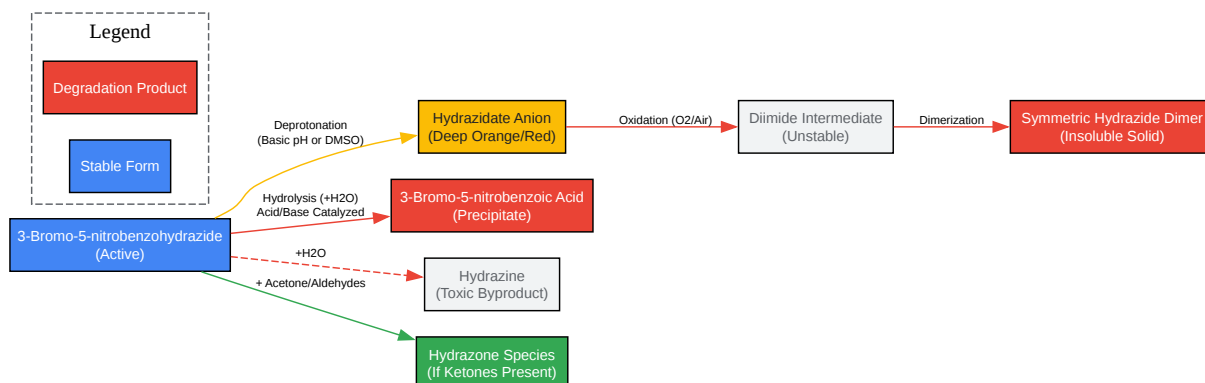 Legend
Degradation Product
Stable Form
3-Bromo-5-nitrobenzohydrazide
(Active)
Deprotonation
(Basic pH or DMSO)
Hydrazidate Anion
(Deep Orange/Red)
Oxidation (O2/Air)
Diimide Intermediate
(Unstable)
Dimerization
Symmetric Hydrazide Dimer
(Insoluble Solid)
Hydrolysis (+H2O)
Acid/Base Catalyzed
3-Bromo-5-nitrobenzoic Acid
(Precipitate)
+H2O
Hydrazine
(Toxic Byproduct)
+ Acetone/Aldehydes
Hydrazone Species
(If Ketones Present)